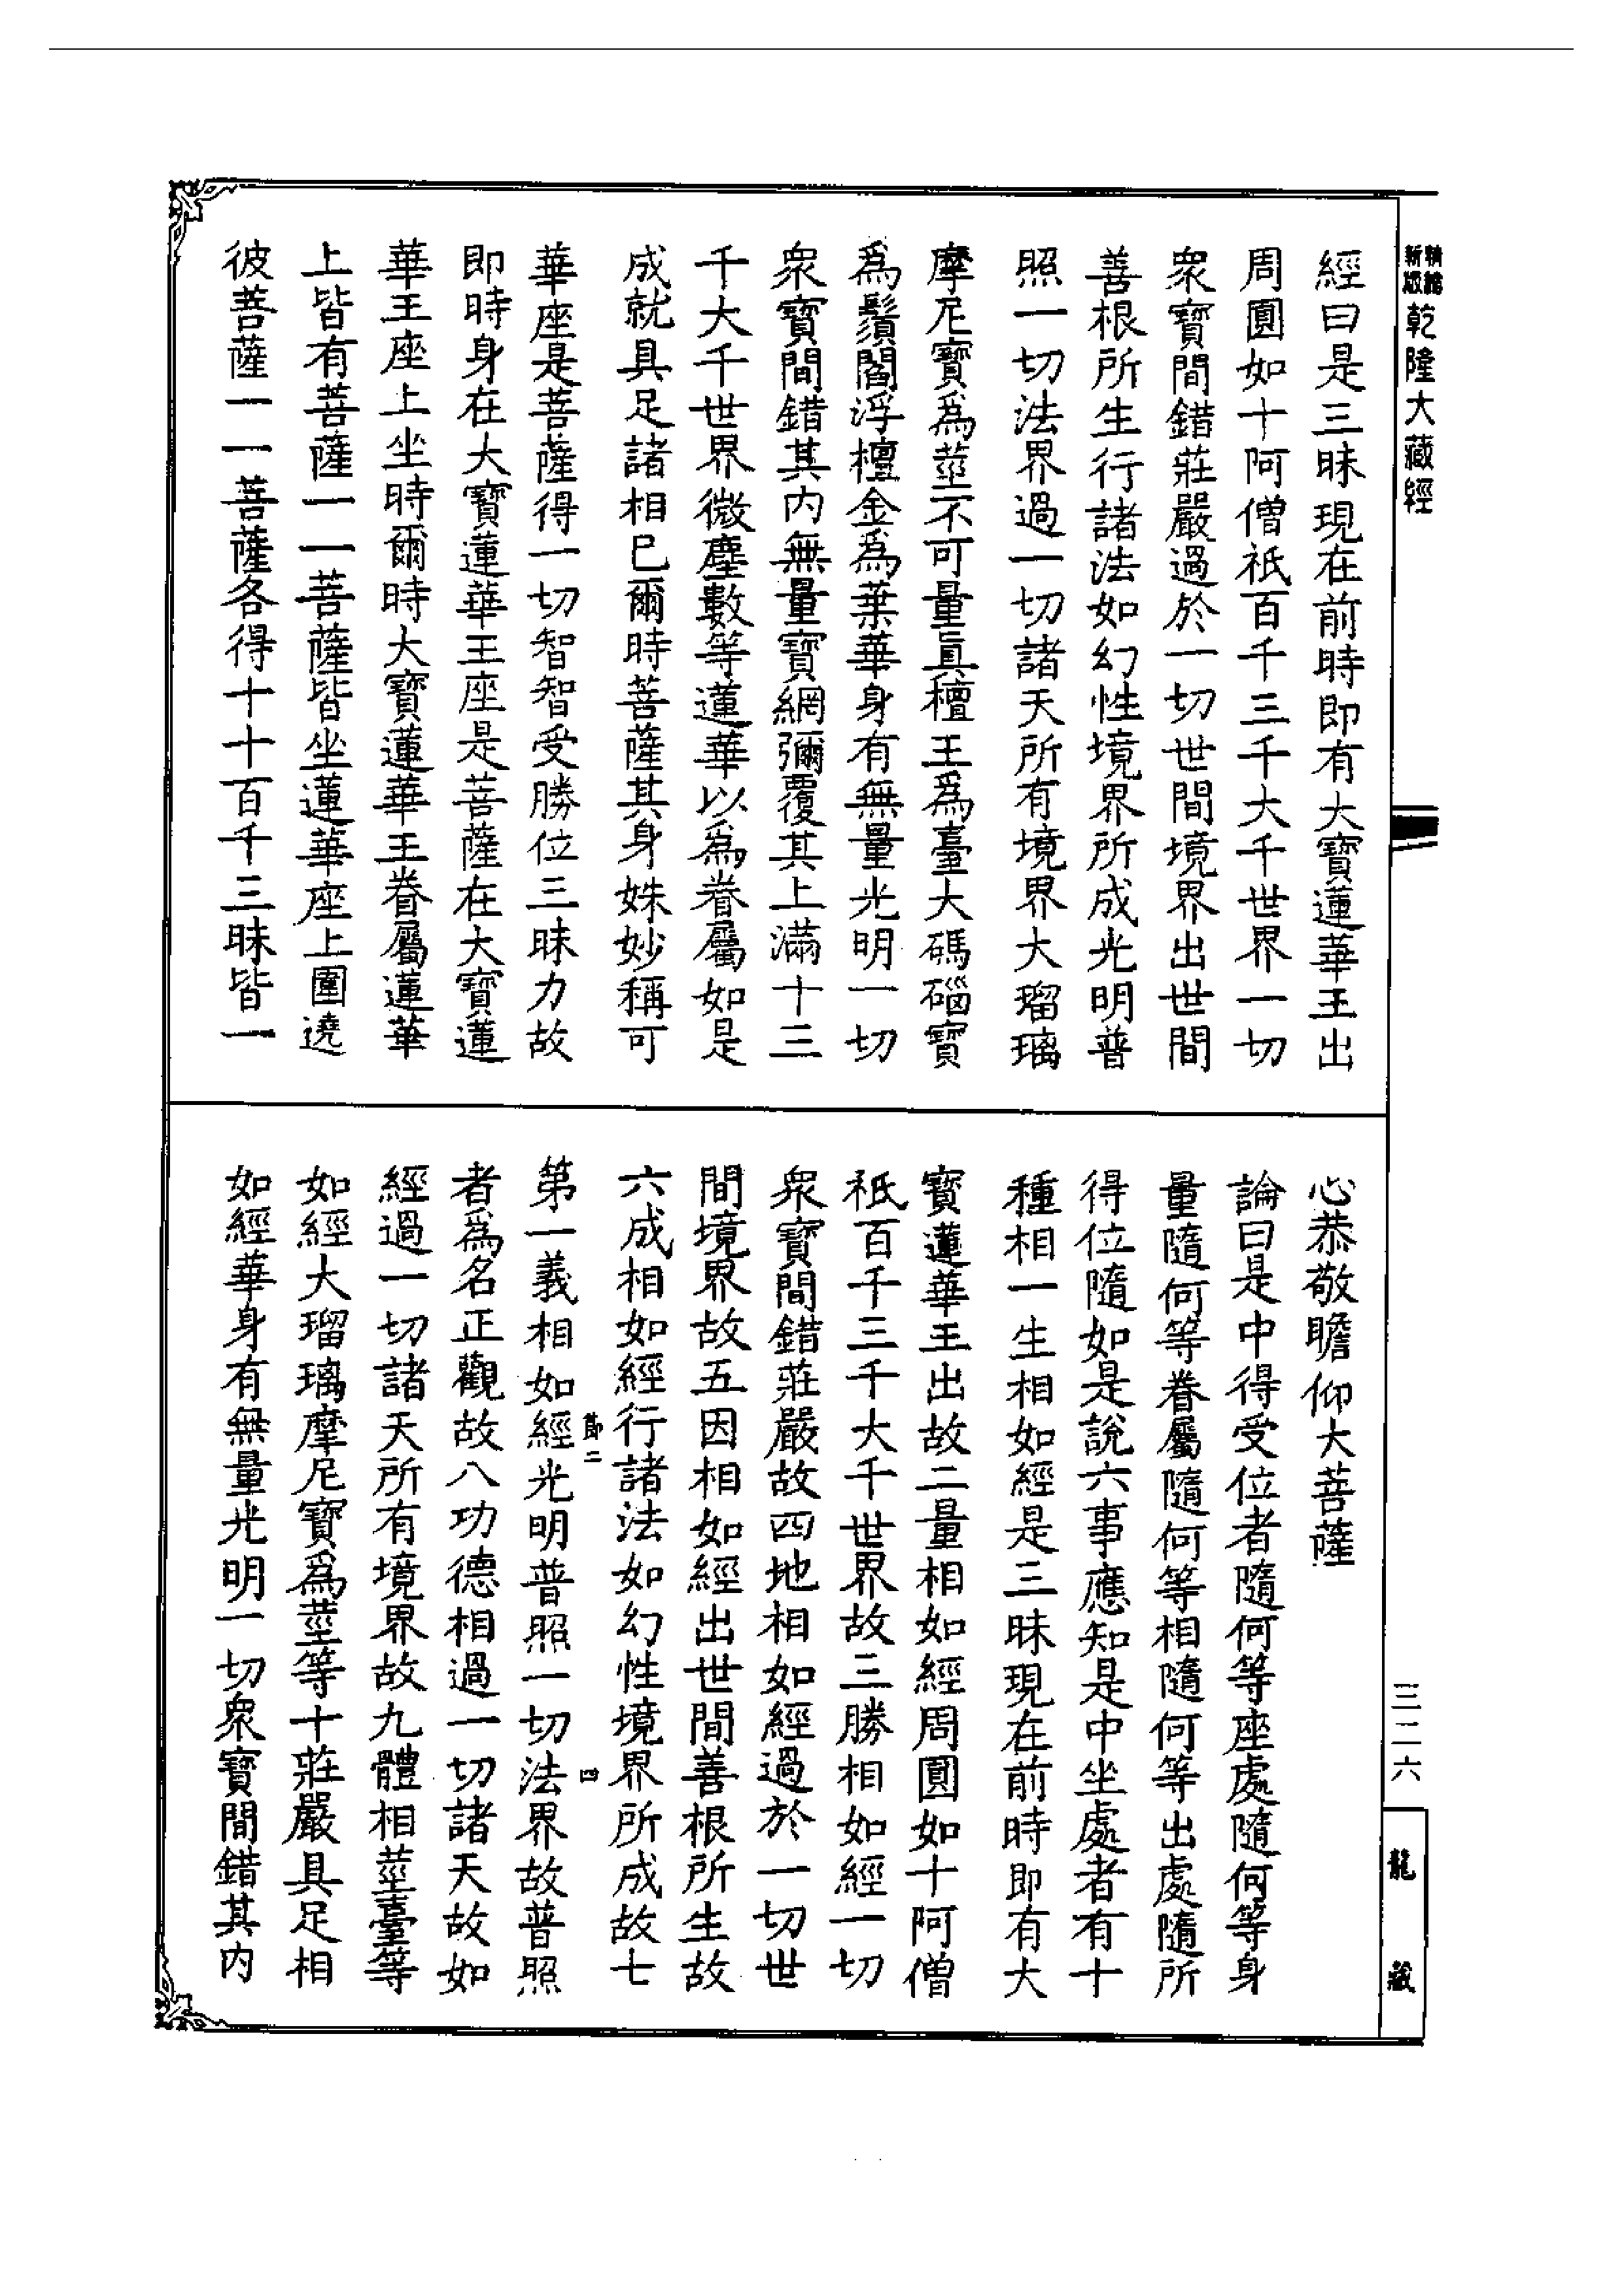 精縮新版乾隆大藏經
經曰是三昧現在前時即有大寶蓮華王出
周圓如十阿僧祇百千三千大千世界一切
衆寶間錯莊嚴過於一切世間境界出世間
善根所生行諸法如幻性境界所成光明普
照一切法界過一切諸天所有境界大瑠璃
摩尼寶爲莖不可量眞檀王爲臺大碼碯寶
爲鬚閻浮檀金爲葉華身有無量光明一切
衆寶間錯其內無量寶網彌覆其上滿十三
千大千世界微塵數等蓮華以爲眷屬如是
成就具足諸相已爾時菩薩其身姝妙稱可
華座是菩薩得一切智智受勝位三昧力故
即時身在大寶蓮華王座是菩薩在大寶蓮
華王座上坐時爾時大寶蓮華王眷屬蓮華
上皆有菩薩一一菩薩皆坐蓮華座上圍遶
彼菩薩一一菩薩各得十十百千三昧皆一
心恭敬瞻仰大菩薩
論曰是中得受位者隨何等座處隨何等身
量隨何等眷屬隨何等相隨何等出處隨所
得位隨如是說六事應知是中坐處者有十
種相一生相如經是三昧現在前時即有大
寶蓮華王出故二量相如經周圓如十阿僧
祇百千三千大千世界故三勝相如經一切
衆寶間錯莊嚴故四地相如經過於一切世
間境界故五因相如經出世間善根所生故
六成相如經行諸法如幻性境界所成故七
節二
四
第一義相如經光明普照一切法界故普照
者爲名正觀故八功德相過一切諸天故如
經過一切諸天所有境界故九體相莖臺等
如經大瑠璃摩尼寶爲莖等十莊嚴具足相
如經華身有無量光明一切衆寶間錯其內
三二六
龍藏